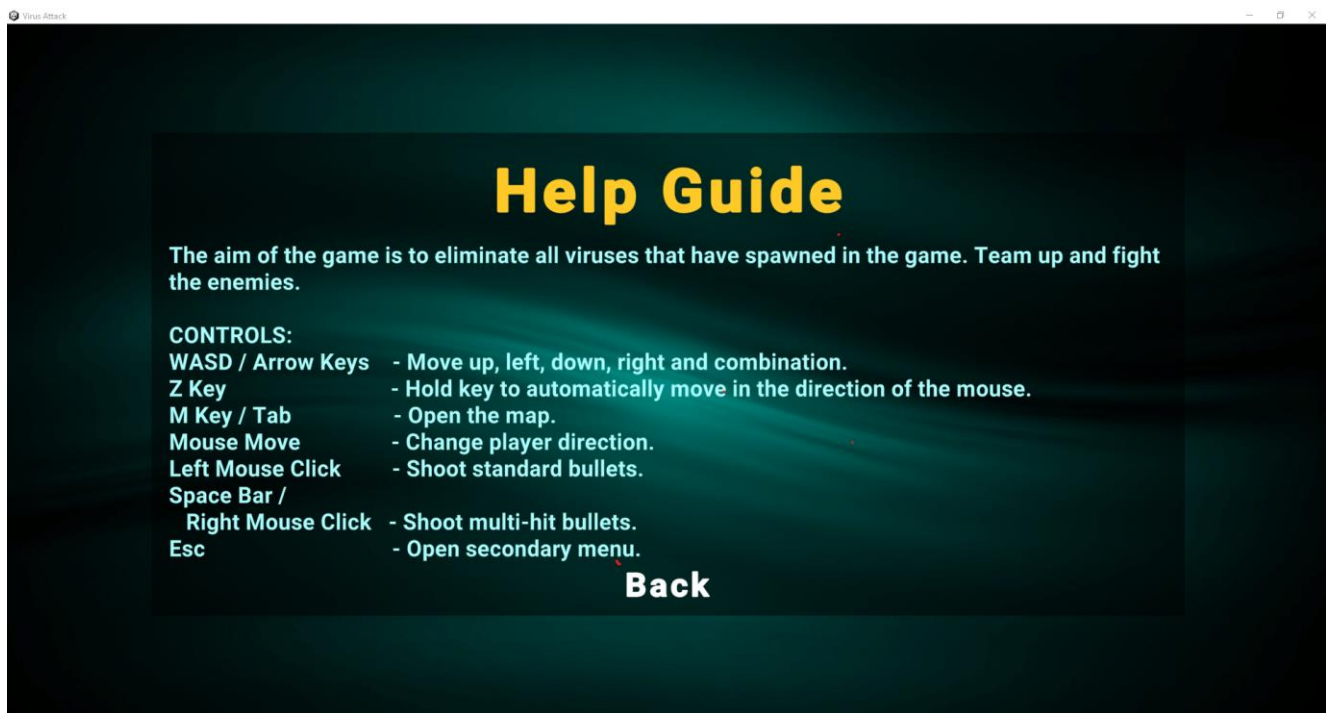 Virus Attack
Help Guide
The aim of the game is to eliminate all viruses that have spawned in the game. Team up and fight
the enemies.
CONTROLS:
WASD / Arrow Keys - Move up, left, down, right and combination.
Z Key - Hold key to automatically move in the direction of the mouse.
M Key / Tab - Open the map.
Mouse Move - Change player direction.
Left Mouse Click - Shoot standard bullets.
Space Bar /
Right Mouse Click - Shoot multi-hit bullets.
Esc - Open secondary menu.
Back